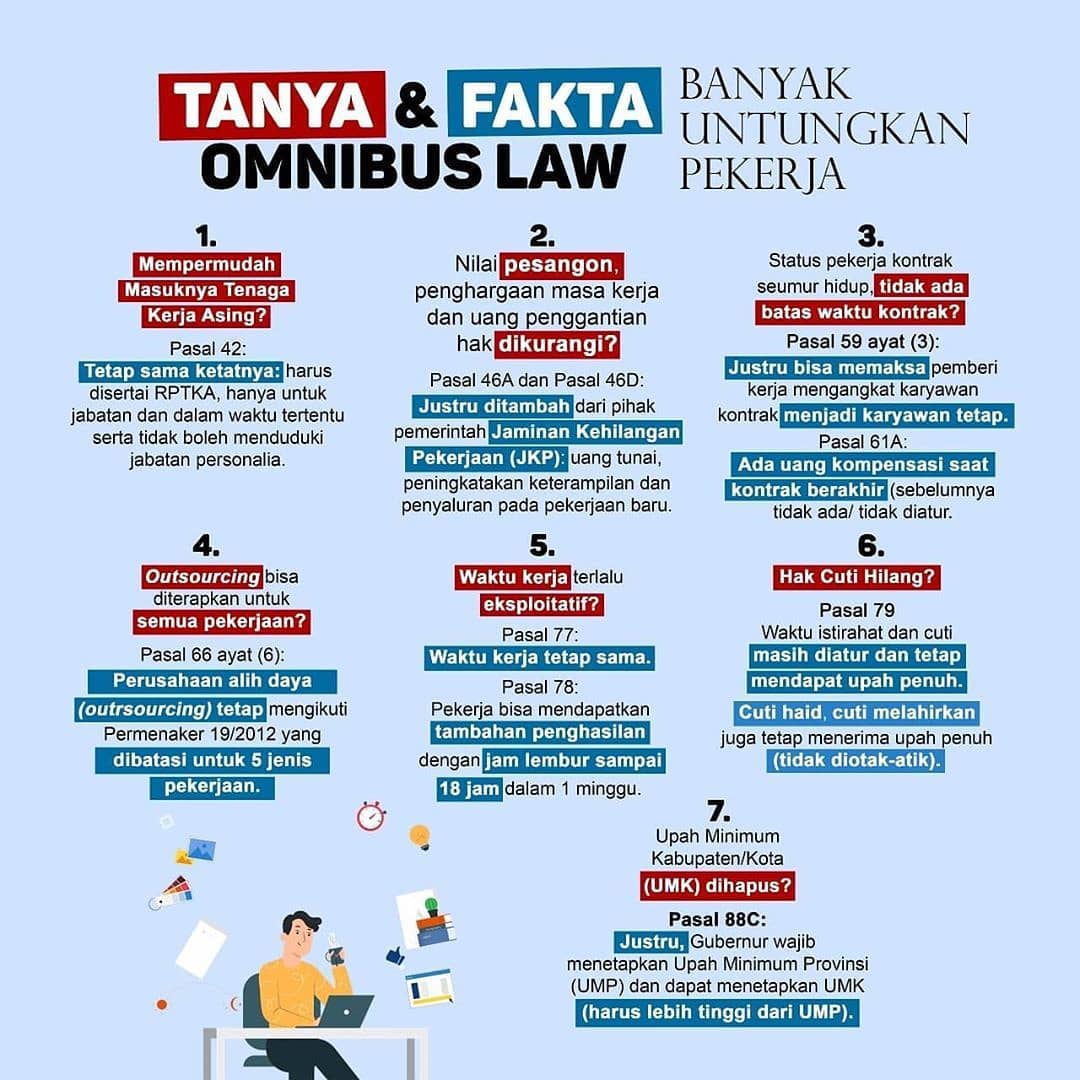 TANYA & FAKTA
OMNIBUS LAW
BANYAK
UNTUNGKAN
PEKERJA
1.
Mempermudah
Masuknya Tenaga
Kerja Asing?
Pasal 42:
Tetap sama ketatnya: harus
disertai RPTKA, hanya untuk
jabatan dan dalam waktu tertentu
serta tidak boleh menduduki
jabatan personalia.
2.
Nilai pesangon,
penghargaan masa kerja
dan uang penggantian
hak dikurangi?
Pasal 46A dan Pasal 46D:
Justru ditambah dari pihak
pemerintah Jaminan Kehilangan
Pekerjaan (JKP): uang tunai,
peningkatakan keterampilan dan
penyaluran pada pekerjaan baru.
3.
Status pekerja kontrak
seumur hidup, tidak ada
batas waktu kontrak?
Pasal 59 ayat (3):
Justru bisa memaksa pemberi
kerja mengangkat karyawan
kontrak menjadi karyawan tetap.
Pasal 61A:
Ada uang kompensasi saat
kontrak berakhir (sebelumnya
tidak ada/ tidak diatur.
4.
Outsourcing bisa
diterapkan untuk
semua pekerjaan?
Pasal 66 ayat (6):
Perusahaan alih daya
(outrsourcing) tetap mengikuti
Permenaker 19/2012 yang
dibatasi untuk 5 jenis
pekerjaan.
5.
Waktu kerja terlalu
eksploitatif?
Pasal 77:
Waktu kerja tetap sama.
Pasal 78:
Pekerja bisa mendapatkan
tambahan penghasilan
dengan jam lembur sampai
18 jam dalam 1 minggu.
6.
Hak Cuti Hilang?
Pasal 79
Waktu istirahat dan cuti
masih diatur dan tetap
mendapat upah penuh.
Cuti haid, cuti melahirkan
juga tetap menerima upah penuh
(tidak diotak-atik).
7.
Upah Minimum
Kabupaten/Kota
(UMK) dihapus?
Pasal 88C:
Justru, Gubernur wajib
menetapkan Upah Minimum Provinsi
(UMP) dan dapat menetapkan UMK
(harus lebih tinggi dari UMP).